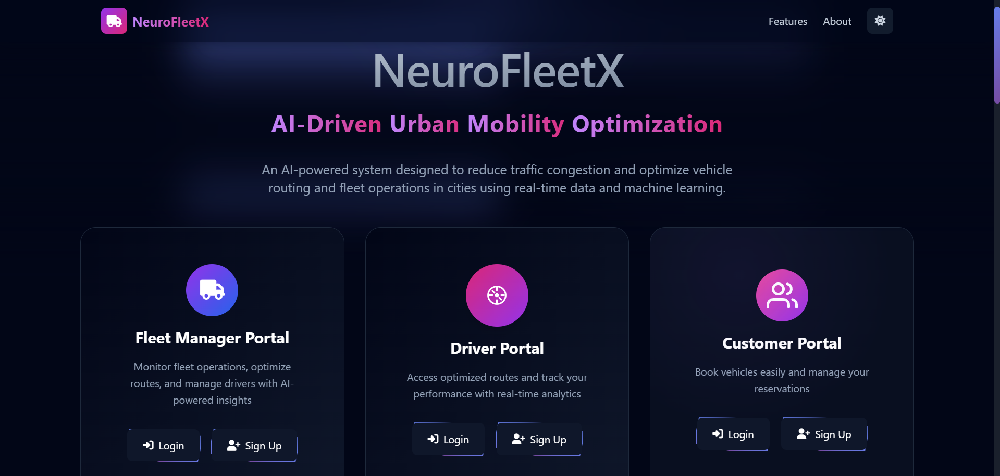 NeuroFleetX
Features
About
NeuroFleetX
AI-Driven Urban Mobility Optimization
An AI-powered system designed to reduce traffic congestion and optimize vehicle
routing and fleet operations in cities using real-time data and machine learning.
Fleet Manager Portal
Monitor fleet operations, optimize
routes, and manage drivers with AI-
powered insights
Login
Sign Up
Driver Portal
Access optimized routes and track your
performance with real-time analytics
Login
Sign Up
Customer Portal
Book vehicles easily and manage your
reservations
Login
Sign Up